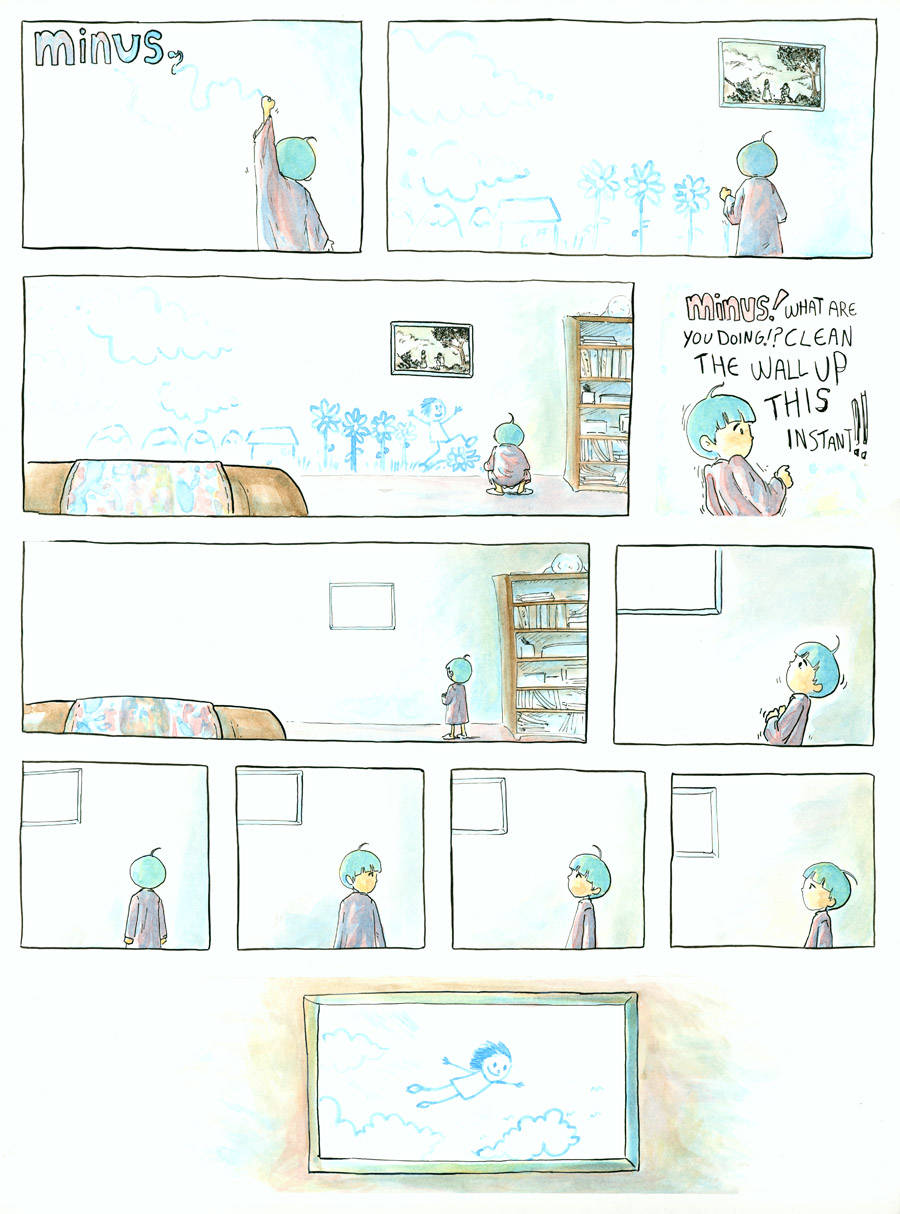 minus.
minus! WHAT ARE
YOU DOING!? CLEAN
THE WALL UP
THIS
INSTANT!!